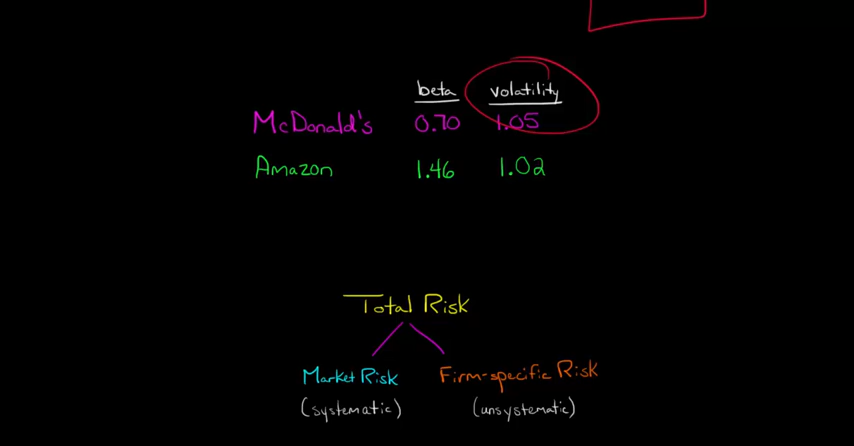 beta volatility
McDonald's 0.70 1.05
Amazon 1.46 1.02
Total Risk
Market Risk Firm-specific Risk
(systematic) (unsystematic)